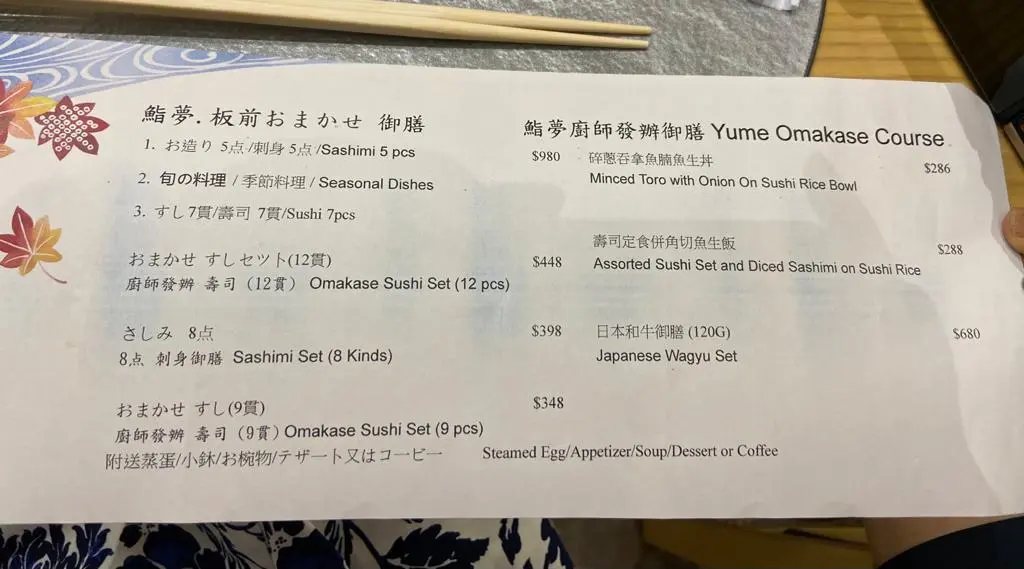 鮨夢.板前おまかせ 御膳
鮨夢廚師發辦御膳 Yume Omakase Course
1. お造り 5点/刺身 5点/Sashimi 5 pcs
$980
2. 旬の料理 / 季節料理 / Seasonal Dishes
3. すし7貫/壽司 7貫/Sushi 7pcs
おまかせ すしセツト(12貫)
廚師發辦 壽司 (12貫) Omakase Sushi Set (12 pcs)
$448
さしみ 8点
8点 刺身御膳 Sashimi Set (8 Kinds)
$398
おまかせ すし(9貫)
廚師發辦 壽司 (9貫) Omakase Sushi Set (9 pcs)
$348
碎蔥吞拿魚腩魚生丼
Minced Toro with Onion On Sushi Rice Bowl
$286
壽司定食併角切魚生飯
Assorted Sushi Set and Diced Sashimi on Sushi Rice
$288
日本和牛御膳 (120G)
Japanese Wagyu Set
$680
附送蒸蛋/小鉢/お椀物/テザート又はコーピー
Steamed Egg/Appetizer/Soup/Dessert or Coffee